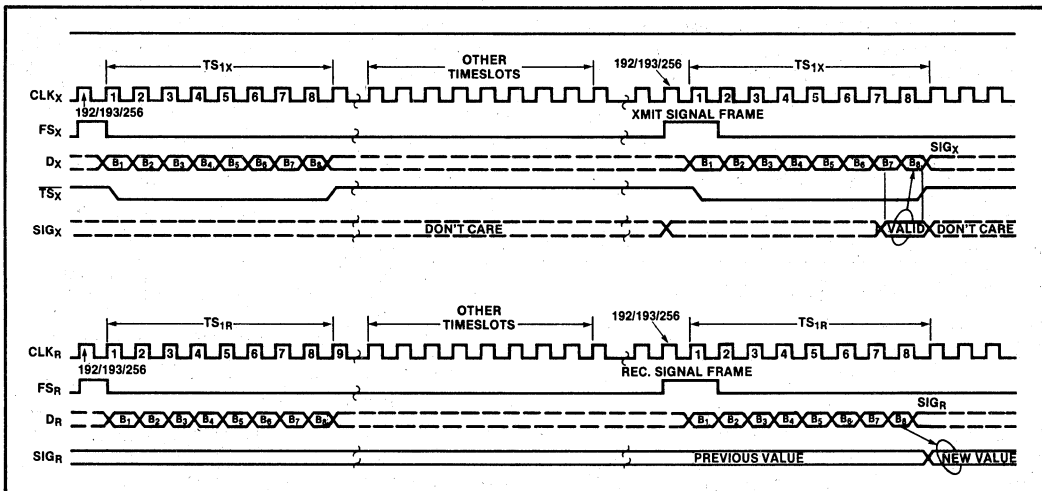 OTHER
TIMESLOTS
TS1X 192/193/256 TS1X
CLKX 1 2 3 4 5 6 7 8 1 2 3 4 5 6 7 8
192/193/256 XMIT SIGNAL FRAME
FSX
SIGX
DX B1 B2 B3 B4 B5 B6 B7 B8 B1 B2 B3 B4 B5 B6 B7 B8
TSX
SIGX DON'T CARE VALID DON'T CARE
OTHER
TIMESLOTS
TS1R 192/193/256 TS1R
CLKR 1 2 3 4 5 6 7 8 9 1 2 3 4 5 6 7 8
192/193/256 REC. SIGNAL FRAME
FSR
SIGR
DR B1 B2 B3 B4 B5 B6 B7 B8 B1 B2 B3 B4 B5 B6 B7 B8
SIGR PREVIOUS VALUE NEW VALUE